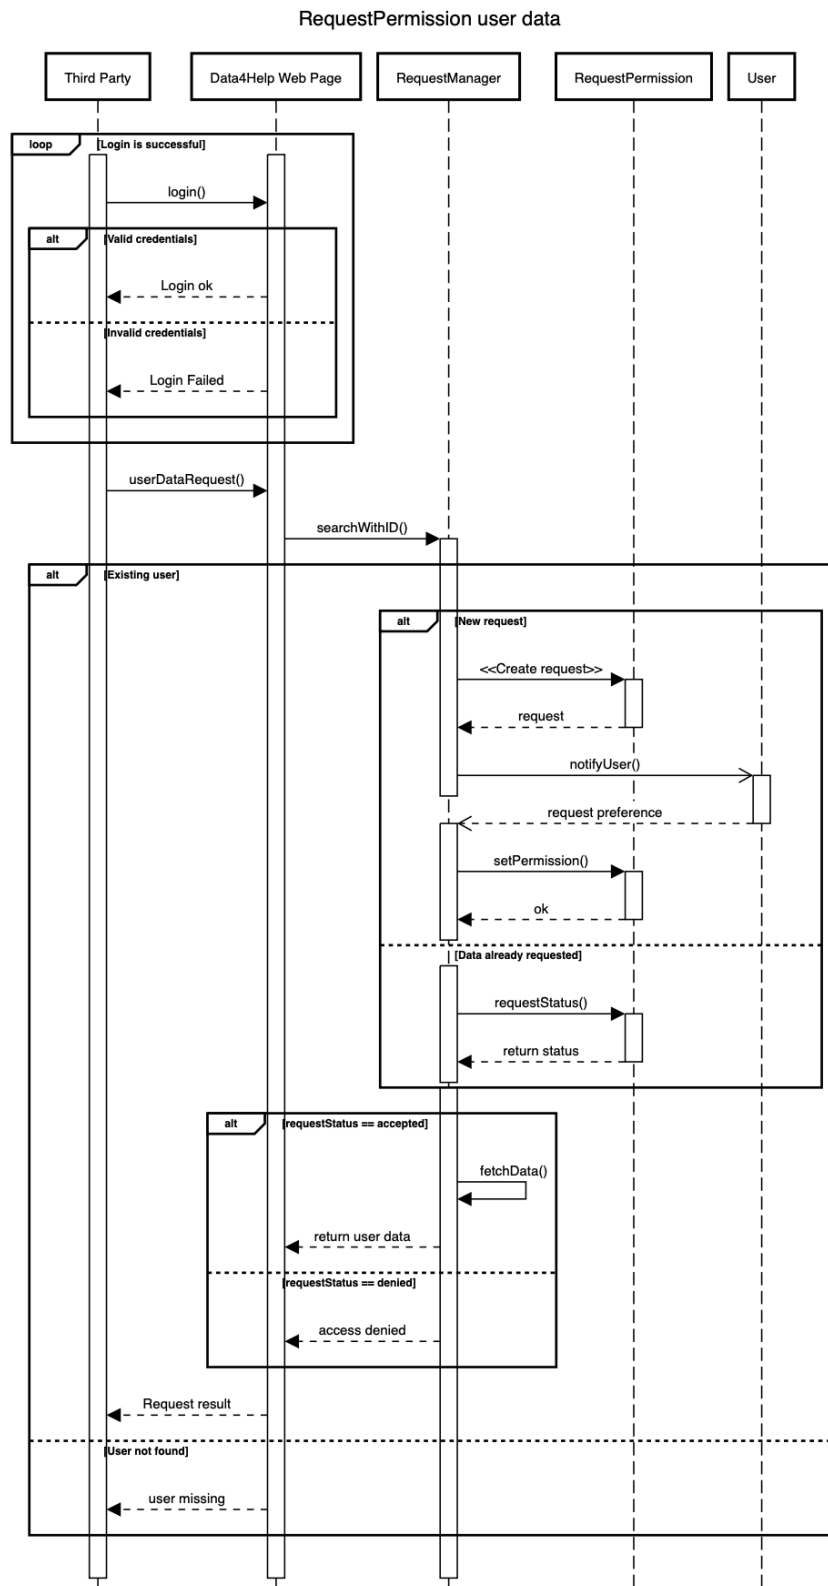 RequestPermission user data
Third Party
Data4Help Web Page
RequestManager
RequestPermission
User
loop
[Login is successful]
login()
alt
[Valid credentials]
Login ok
[Invalid credentials]
Login Failed
userDataRequest()
searchWithID()
alt
[Existing user]
alt
[New request]
<<Create request>>
request
notifyUser()
request preference
setPermission()
ok
[Data already requested]
requestStatus()
return status
alt
[requestStatus == accepted]
fetchData()
return user data
[requestStatus == denied]
access denied
Request result
[User not found]
user missing